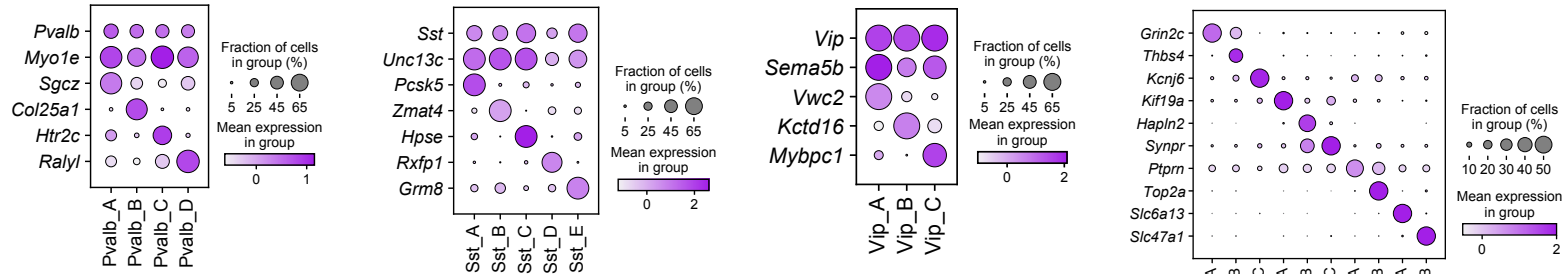 Pvalb
Myo1e
Sgcz
Col25a1
Htr2c
Ralyl
Pvalb_A
Pvalb_B
Pvalb_C
Pvalb_D
Fraction of cells
in group (%)
5 25 45 65
Mean expression
in group
0 1
Sst
Unc13c
Pcsk5
Zmat4
Hpse
Rxfp1
Grm8
Sst_A
Sst_B
Sst_C
Sst_D
Sst_E
Fraction of cells
in group (%)
5 25 45 65
Mean expression
in group
0 2
Vip
Sema5b
Vwc2
Kctd16
Mybpc1
Vip_A
Vip_B
Vip_C
Fraction of cells
in group (%)
5 25 45 65
Mean expression
in group
0 2
Grin2c
Thbs4
Kcnj6
Kif19a
Hapln2
Synpr
Ptprn
Top2a
Slc6a13
Slc47a1
A
B
C
A
B
C
A
B
A
B
Fraction of cells
in group (%)
10 20 30 40 50
Mean expression
in group
0 2